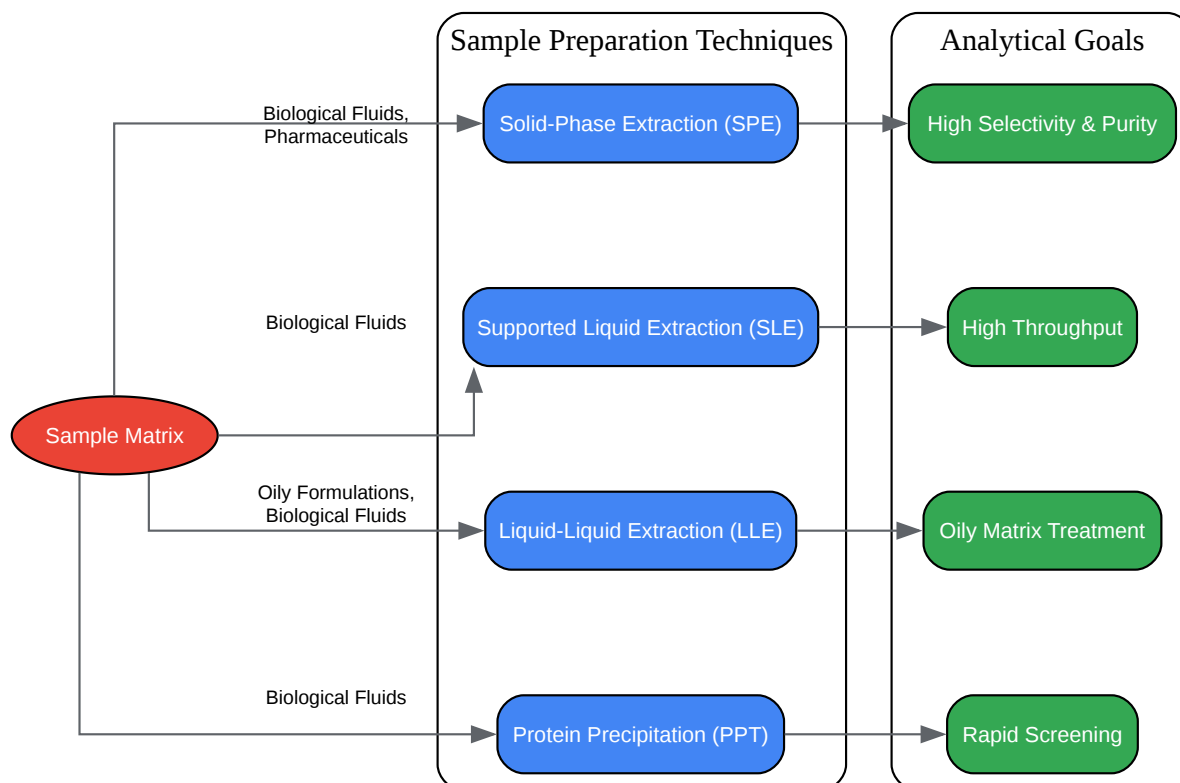 Sample Preparation Techniques
Analytical Goals
Biological Fluids,
Pharmaceuticals
Solid-Phase Extraction (SPE)
High Selectivity & Purity
Biological Fluids
Supported Liquid Extraction (SLE)
High Throughput
Sample Matrix
Oily Formulations,
Biological Fluids
Liquid-Liquid Extraction (LLE)
Oily Matrix Treatment
Biological Fluids
Protein Precipitation (PPT)
Rapid Screening